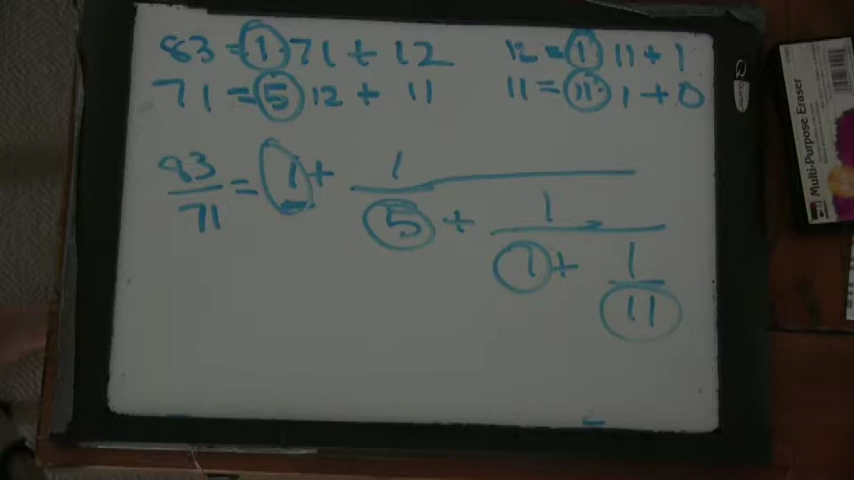 83 = 1·71 + 12
71 = 5 12 + 11
12 = 1 11 + 1
11 = 11· 1 + 0
83/71 = 1 + 1/(5 + 1/(1 + 1/11))
Multi-Purpose Eraser